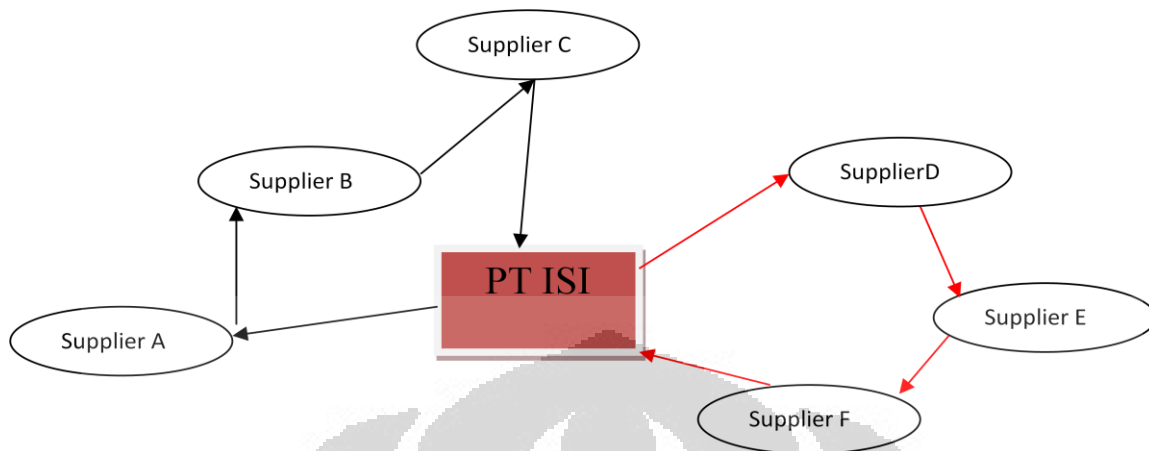 Supplier C
Supplier B
SupplierD
PT ISI
Supplier A
Supplier E
Supplier F